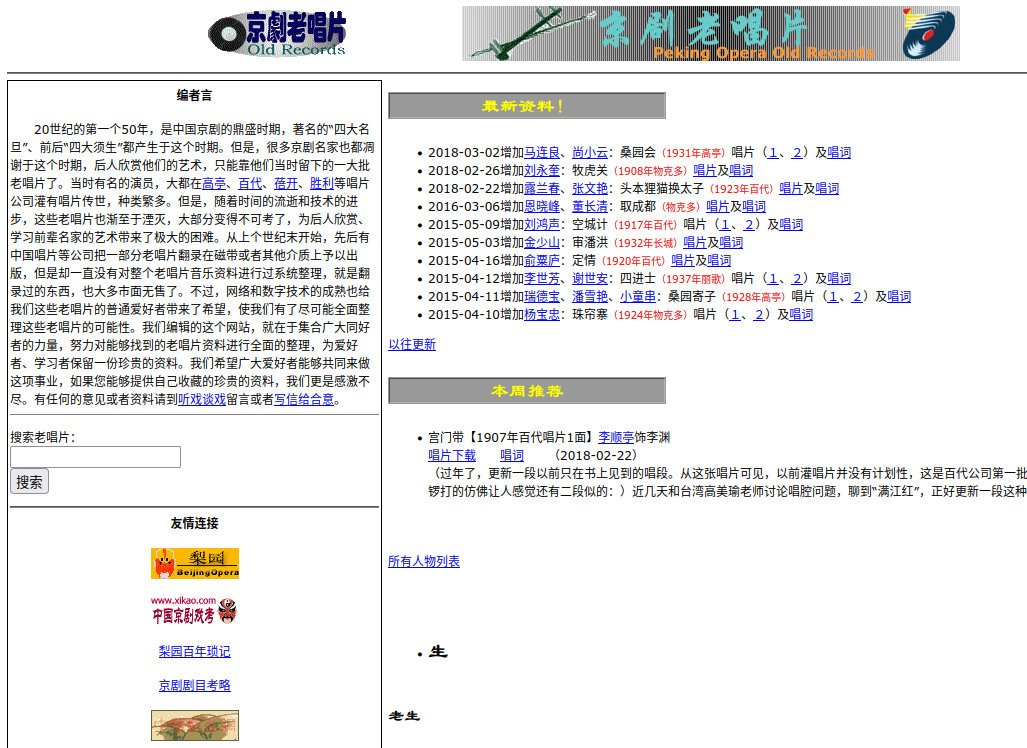 京劇老唱片
Old Records
京剧老唱片
Peking Opera Old Records
编者言
20世纪的第一个50年，是中国京剧的鼎盛时期，著名的“四大名
旦”、前后“四大须生”都产生于这个时期。但是，很多京剧名家也都凋
谢于这个时期，后人欣赏他们的艺术，只能靠他们当时留下的一大批
老唱片了。当时有名的演员，大都在高亭、百代、蓓开、胜利等唱片
公司灌有唱片传世，种类繁多。但是，随着时间的流逝和技术的进
步，这些老唱片也渐至于湮灭，大部分变得不可考了，为后人欣赏、
学习前辈名家的艺术带来了极大的困难。从上个世纪末开始，先后有
中国唱片等公司把一部分老唱片翻录在磁带或者其他介质上予以出
版，但是却一直没有对整个老唱片音乐资料进行过系统整理，就是翻
录过的东西，也大多市面无售了。不过，网络和数字技术的成熟也给
我们这些老唱片的普通爱好者带来了希望，使我们有了尽可能全面整
理这些老唱片的可能性。我们编辑的这个网站，就在于集合广大同好
者的力量，努力对能够找到的老唱片资料进行全面的整理，为爱好
者、学习者保留一份珍贵的资料。我们希望广大爱好者能够共同来做
这项事业，如果您能够提供自己收藏的珍贵的资料，我们更是感激不
尽。有任何的意见或者资料请到听戏谈戏留言或者写信给合意。
搜索老唱片：
搜索
友情连接
梨园
BeijingOpera
www.xikao.com
中国京剧戏考
梨园百年琐记
京剧剧目考略
最新资料！
• 2018-03-02增加马连良、尚小云：桑园会（1931年高亭）唱片（１、２）及唱词
• 2018-02-26增加刘永奎：牧虎关（1908年物克多）唱片及唱词
• 2018-02-22增加露兰春、张文艳：头本狸猫换太子（1923年百代）唱片及唱词
• 2016-03-06增加恩晓峰、董长清：取成都（物克多）唱片及唱词
• 2015-05-09增加刘鸿声：空城计（1917年百代）唱片（１、２）及唱词
• 2015-05-03增加金少山：审潘洪（1932年长城）唱片及唱词
• 2015-04-16增加俞粟庐：定情（1920年百代）唱片及唱词
• 2015-04-12增加李世芳、谢世安：四进士（1937年丽歌）唱片（１、２）及唱词
• 2015-04-11增加瑞德宝、潘雪艳、小童串：桑园寄子（1928年高亭）唱片（１、２）及唱词
• 2015-04-10增加杨宝忠：珠帘寨（1924年物克多）唱片（１、２）及唱词
以往更新
本周推荐
• 宫门带【1907年百代唱片1面】李顺亭饰李渊
唱片下载　唱词　（2018-02-22）
（过年了，更新一段以前只在书上见到的唱段。从这张唱片可见，以前灌唱片并没有计划性，这是百代公司第一批
锣打的仿佛让人感觉还有二段似的：）近几天和台湾高美瑜老师讨论唱腔问题，聊到“满江红”，正好更新一段这种
所有人物列表
• 生
老生